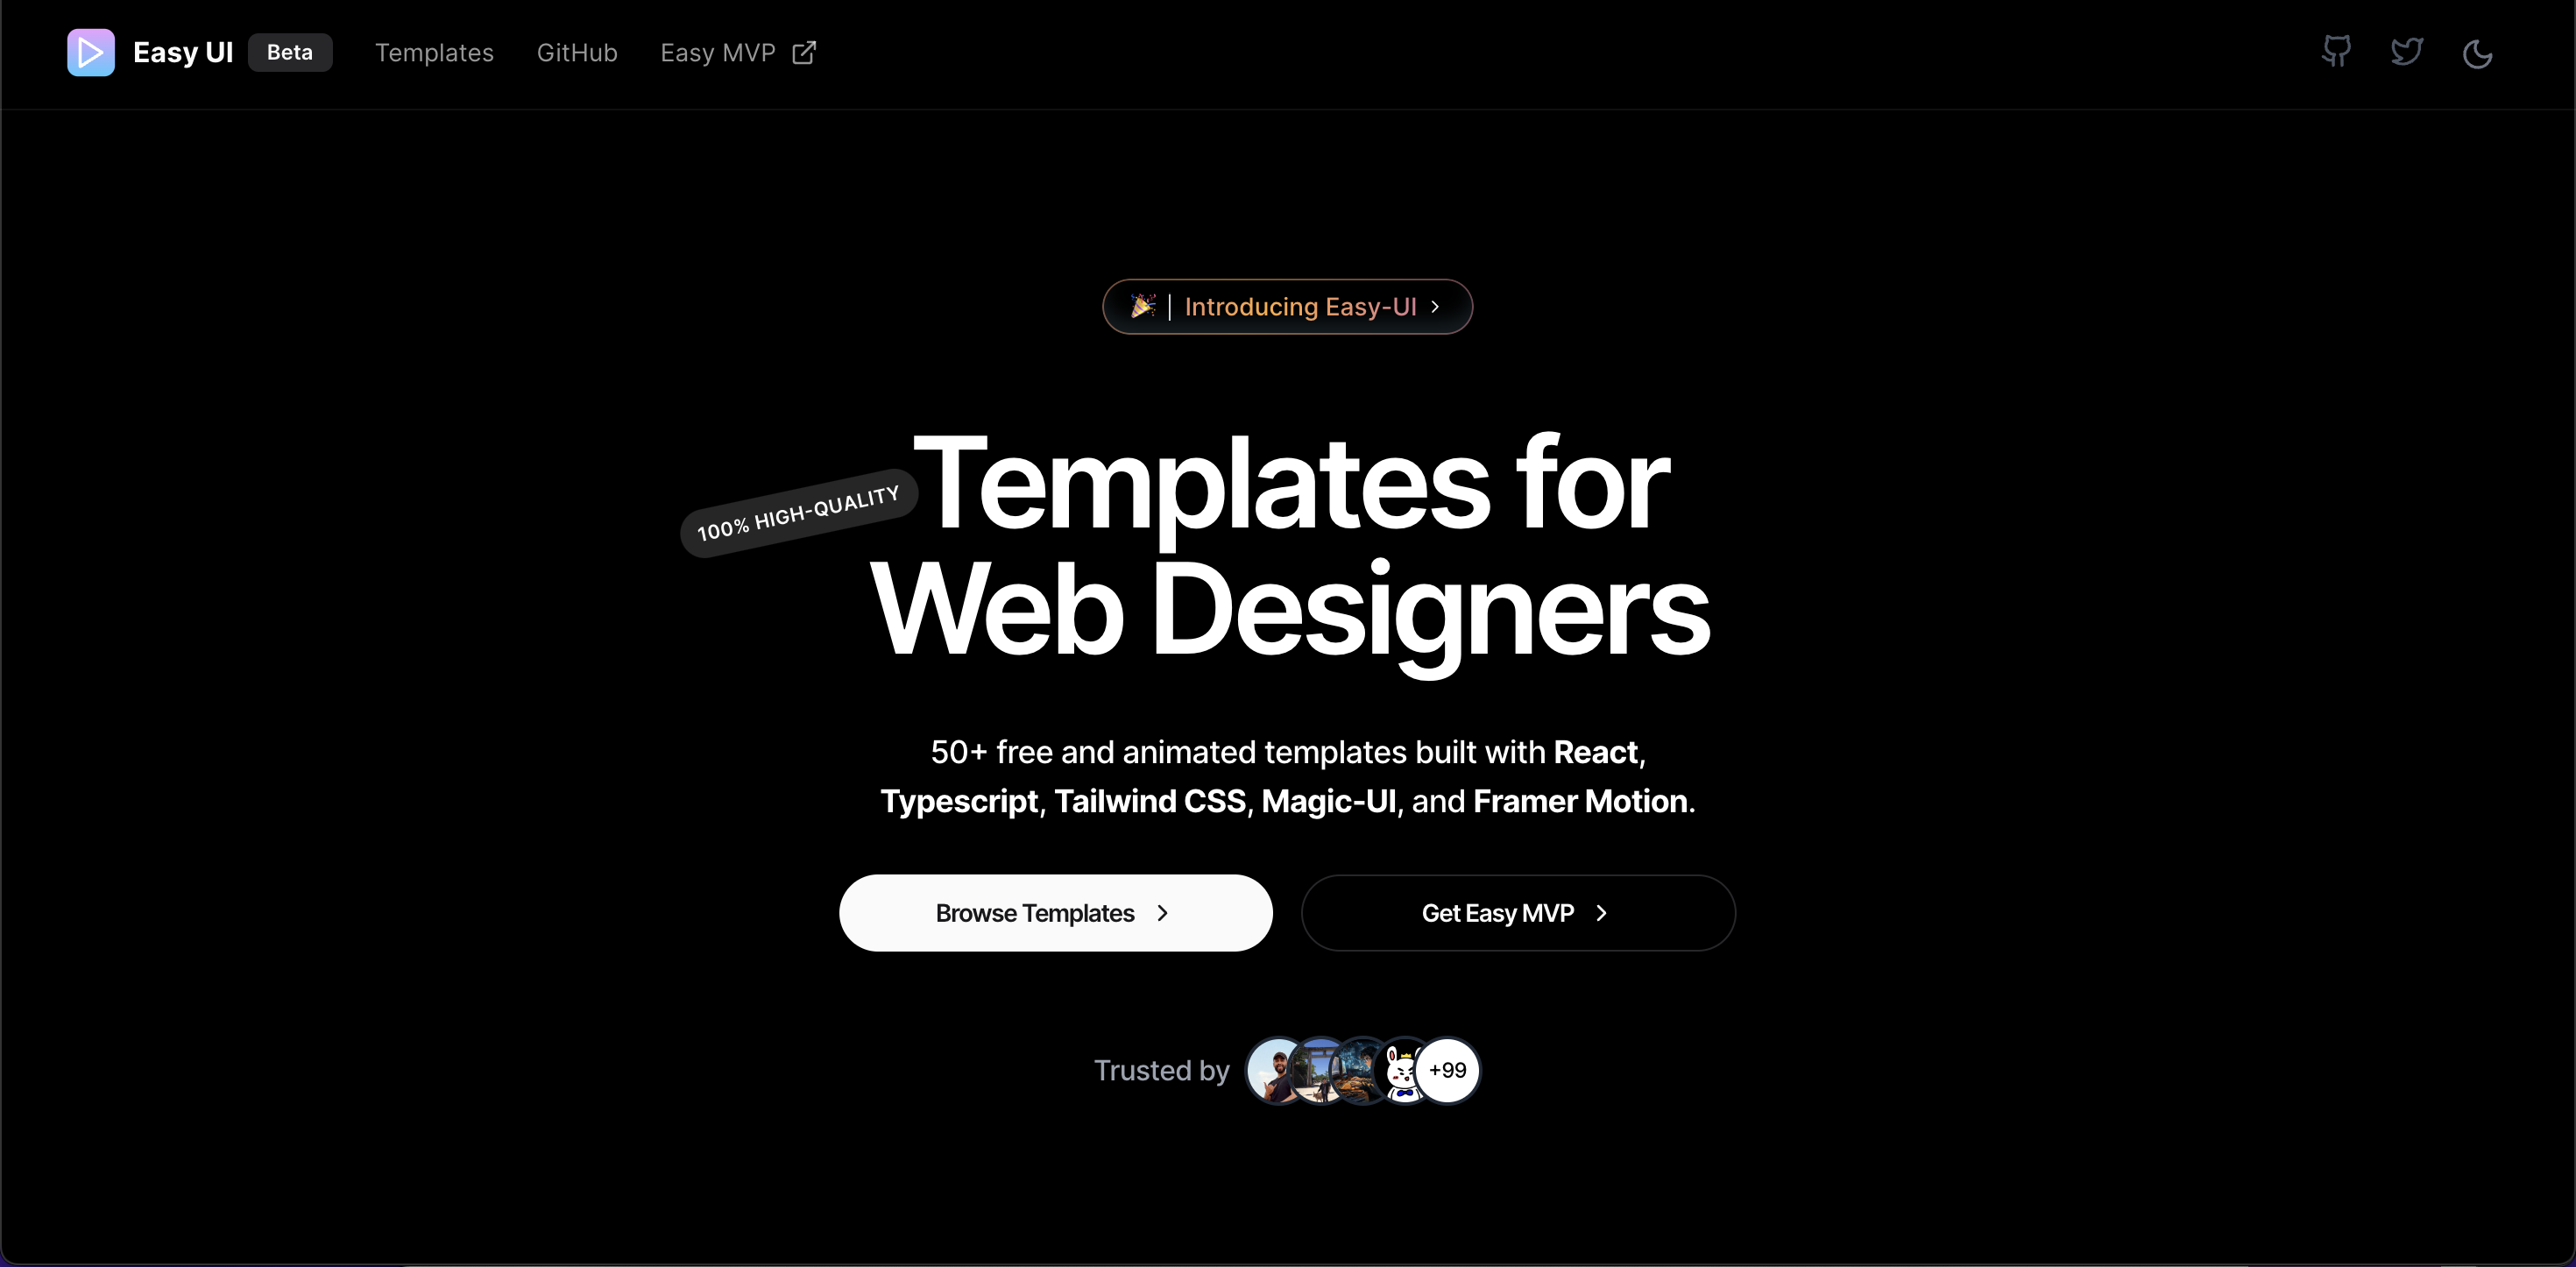 Easy UI Beta Templates GitHub Easy MVP
Introducing Easy-UI
100% HIGH-QUALITY
Templates for
Web Designers
50+ free and animated templates built with React,
Typescript, Tailwind CSS, Magic-UI, and Framer Motion.
Browse Templates
Get Easy MVP
Trusted by +99